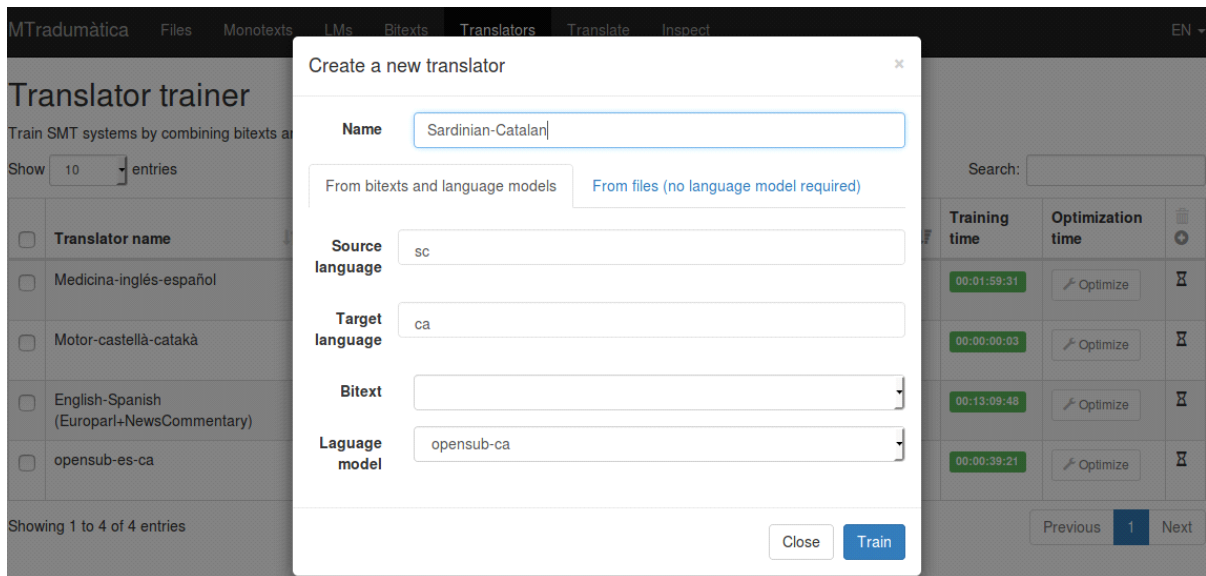 MTradumàtica Files Monotexts LMs Bitexts Translators Translate Inspect EN
Translator trainer
Train SMT systems by combining bitexts
Show 10 entries
Search:
Translator name
Training time
Optimization time
Medicina-inglés-español
00:01:59:31
Optimize
Motor-castellà-catakà
00:00:00:03
Optimize
English-Spanish
(Europarl+NewsCommentary)
00:13:09:48
Optimize
opensub-es-ca
00:00:39:21
Optimize
Showing 1 to 4 of 4 entries
Previous 1 Next
Create a new translator ×
Name Sardinian-Catalan
From bitexts and language models From files (no language model required)
Source language sc
Target language ca
Bitext
Laguage model opensub-ca
Close Train